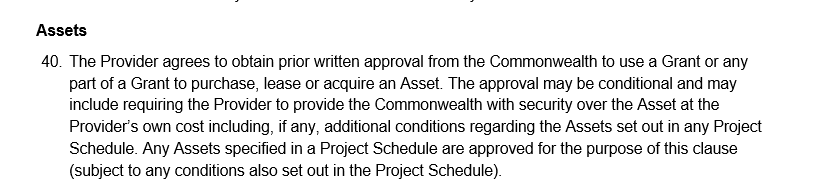 Assets
40. The Provider agrees to obtain prior written approval from the Commonwealth to use a Grant or any
part of a Grant to purchase, lease or acquire an Asset. The approval may be conditional and may
include requiring the Provider to provide the Commonwealth with security over the Asset at the
Provider's own cost including, if any, additional conditions regarding the Assets set out in any Project
Schedule. Any Assets specified in a Project Schedule are approved for the purpose of this clause
(subject to any conditions also set out in the Project Schedule).